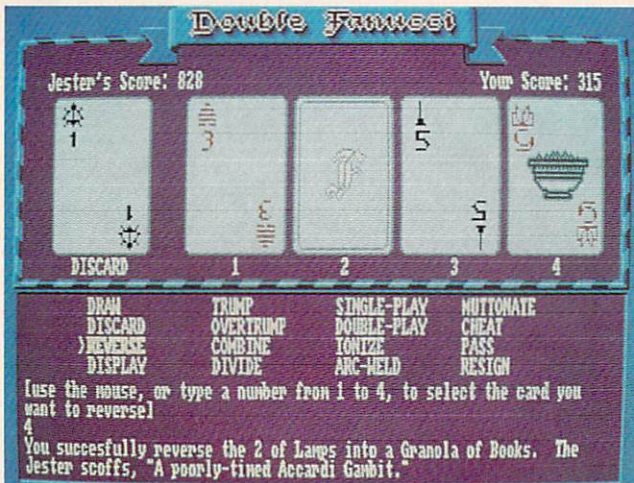 Double Fanucci
Jester's Score: 828 Your Score: 315
1 3 F 5 G
1 3 5 G
DISCARD 1 2 3 4
DRAW TRUMP SINGLE-PLAY MUTTONATE
DISCARD OVERTRUMP DOUBLE-PLAY CHEAT
)REVERSE COMBINE IONIZE PASS
DISPLAY DIVIDE ARC-WELD RESIGN
[use the mouse, or type a number from 1 to 4, to select the card you
want to reverse]
4
You succesfully reverse the 2 of Lamps into a Granola of Books. The
Jester scoffs, "A poorly-timed Accardi Gambit."